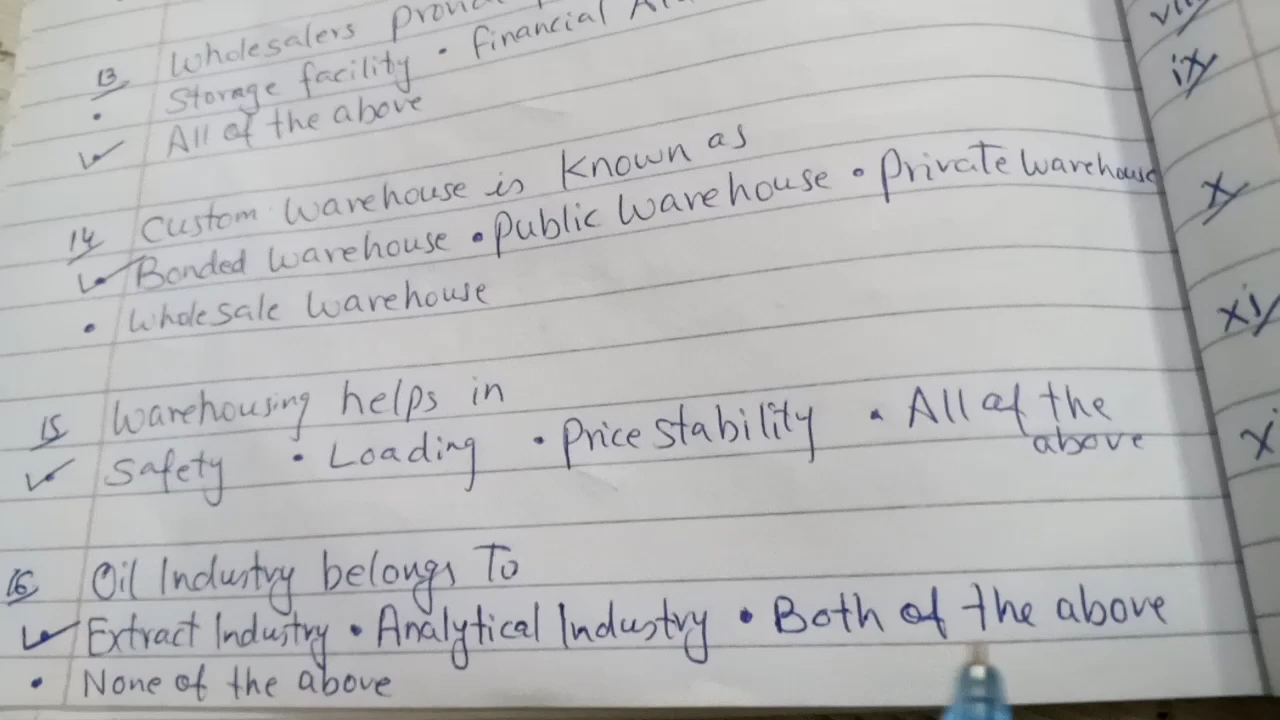 13 Wholesalers
• Storage facility • financial
✓ All of the above
14 Custom Warehouse is Known as
✓ Bonded Warehouse • Public Warehouse • Private Warehouse
• Wholesale Warehouse
15 Warehousing helps in
✓ Safety • Loading • Price Stability • All of the above
16 Oil Industry belongs To
✓ Extract Industry • Analytical Industry • Both of the above
• None of the above
ix
x
xi